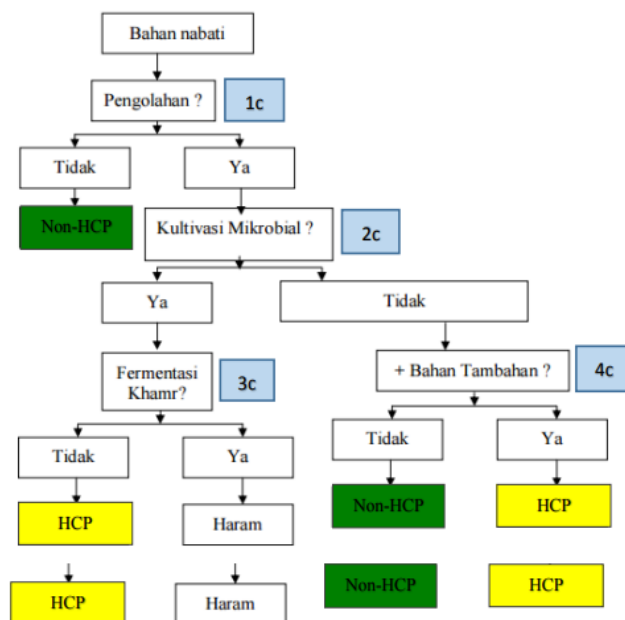 Bahan nabati
Pengolahan ?
1c
Tidak
Ya
Non-HCP
Kultivasi Mikrobial ?
2c
Ya
Tidak
Fermentasi
Khamr?
3c
+ Bahan Tambahan ?
4c
Tidak
Ya
Tidak
Ya
HCP
Haram
Non-HCP
HCP
HCP
Haram
Non-HCP
HCP